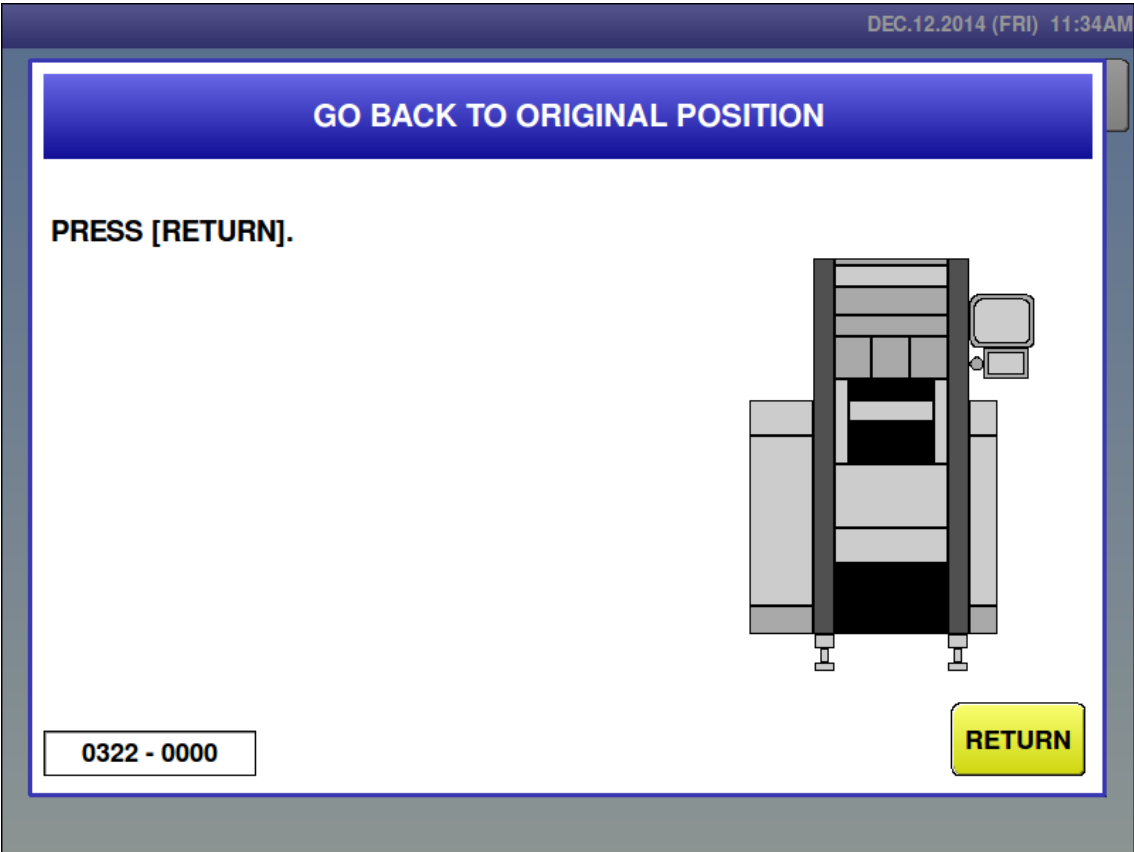 DEC.12.2014 (FRI) 11:34AM
GO BACK TO ORIGINAL POSITION
PRESS [RETURN].
0322 - 0000
RETURN